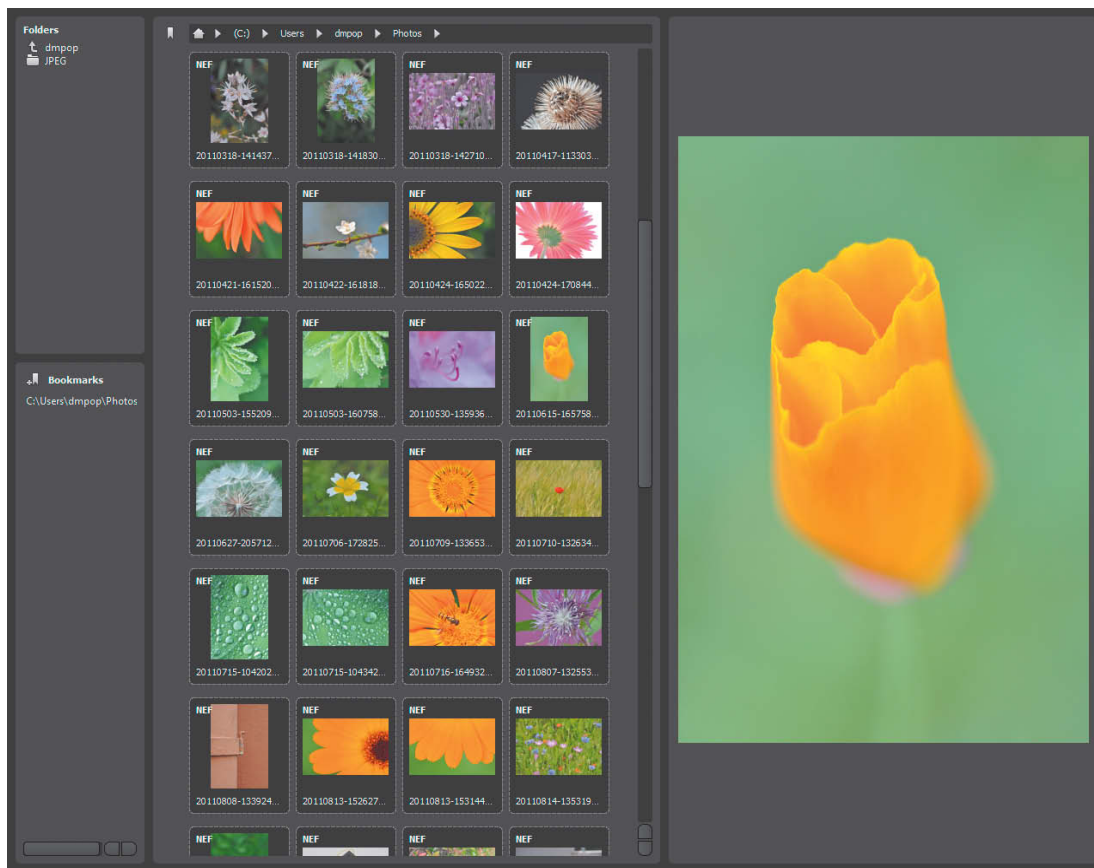 Folders
dmpop
JPEG
Bookmarks
C:\Users\dmpop\Photos
(C:) Users dmpop Photos
NEF NEF NEF NEF
20110318-141437... 20110318-141830... 20110318-142710... 20110417-113303...
NEF NEF NEF NEF
20110421-161520... 20110422-161818... 20110424-165022... 20110424-170844...
NEF NEF NEF NEF
20110503-155209... 20110503-160758... 20110530-135936... 20110615-165758...
NEF NEF NEF NEF
20110627-205712... 20110706-172825... 20110709-133653... 20110710-132634...
NEF NEF NEF NEF
20110715-104202... 20110715-104342... 20110716-164932... 20110807-132553...
NEF NEF NEF NEF
20110808-133924... 20110813-152627... 20110813-153144... 20110814-135319...
NEF NEF NEF NEF